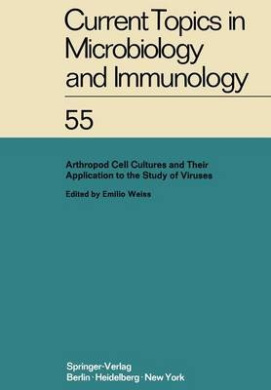 Current Topics in
Microbiology
and Immunology
55
Arthropod Cell Cultures and Their
Application to the Study of Viruses
Edited by Emilio Weiss
Springer-Verlag
Berlin · Heidelberg · New York